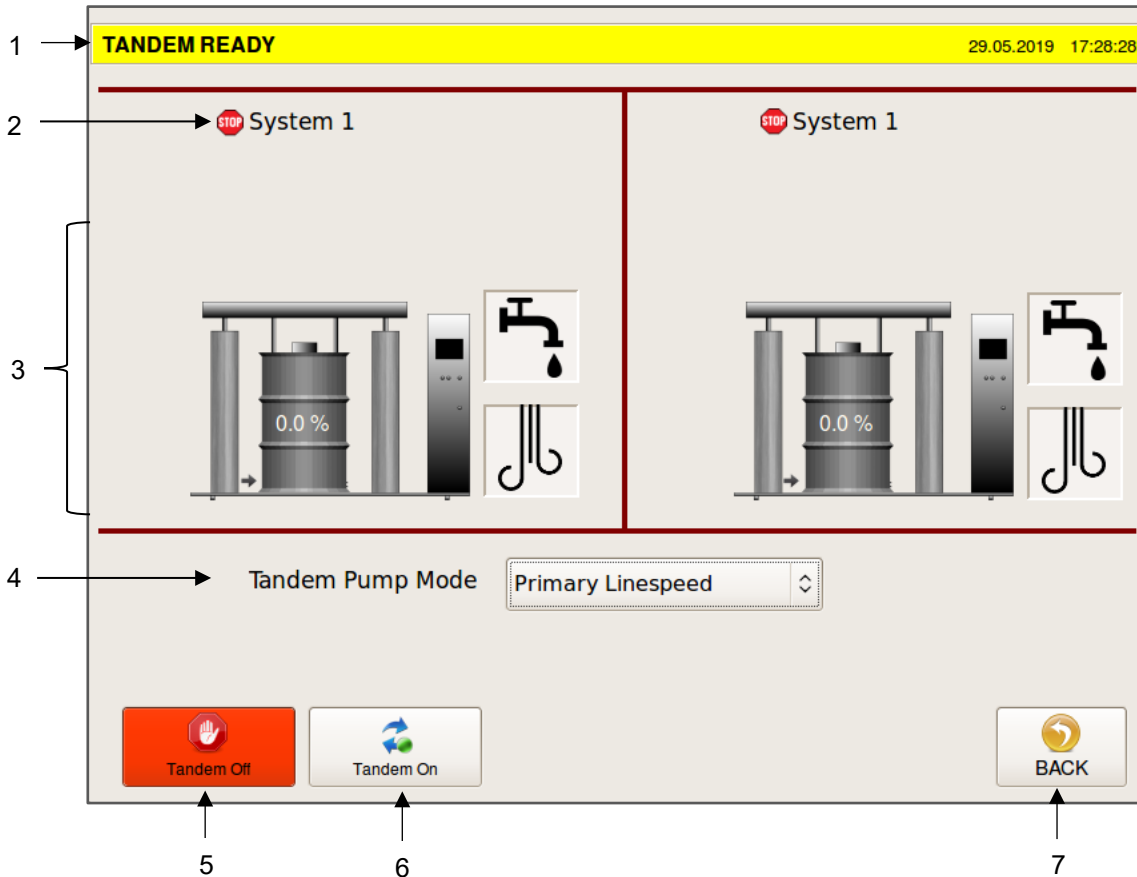 1
TANDEM READY
29.05.2019 17:28:28
2
STOP System 1
STOP System 1
3
0.0 %
0.0 %
4
Tandem Pump Mode
Primary Linespeed
Tandem Off
Tandem On
BACK
5
6
7